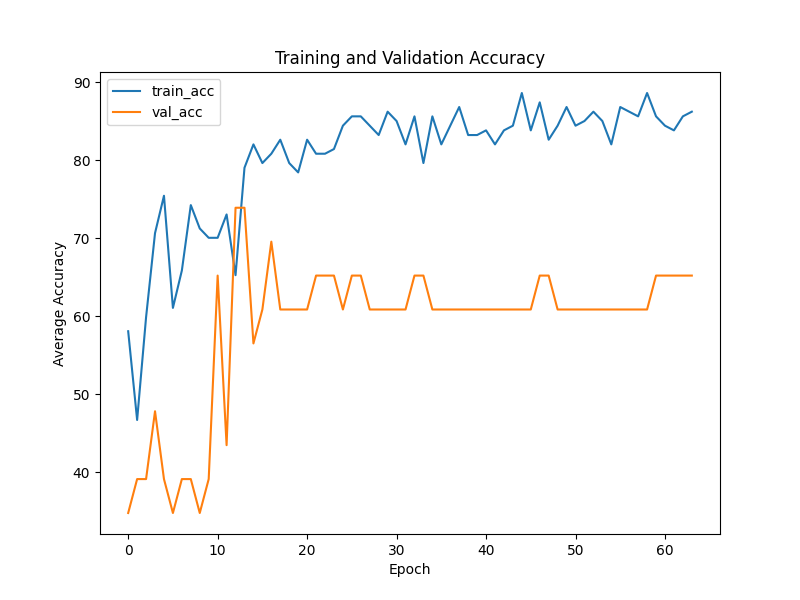 Training and Validation Accuracy
train_acc
val_acc
90
80
70
60
50
40
Average Accuracy
0 10 20 30 40 50 60
Epoch